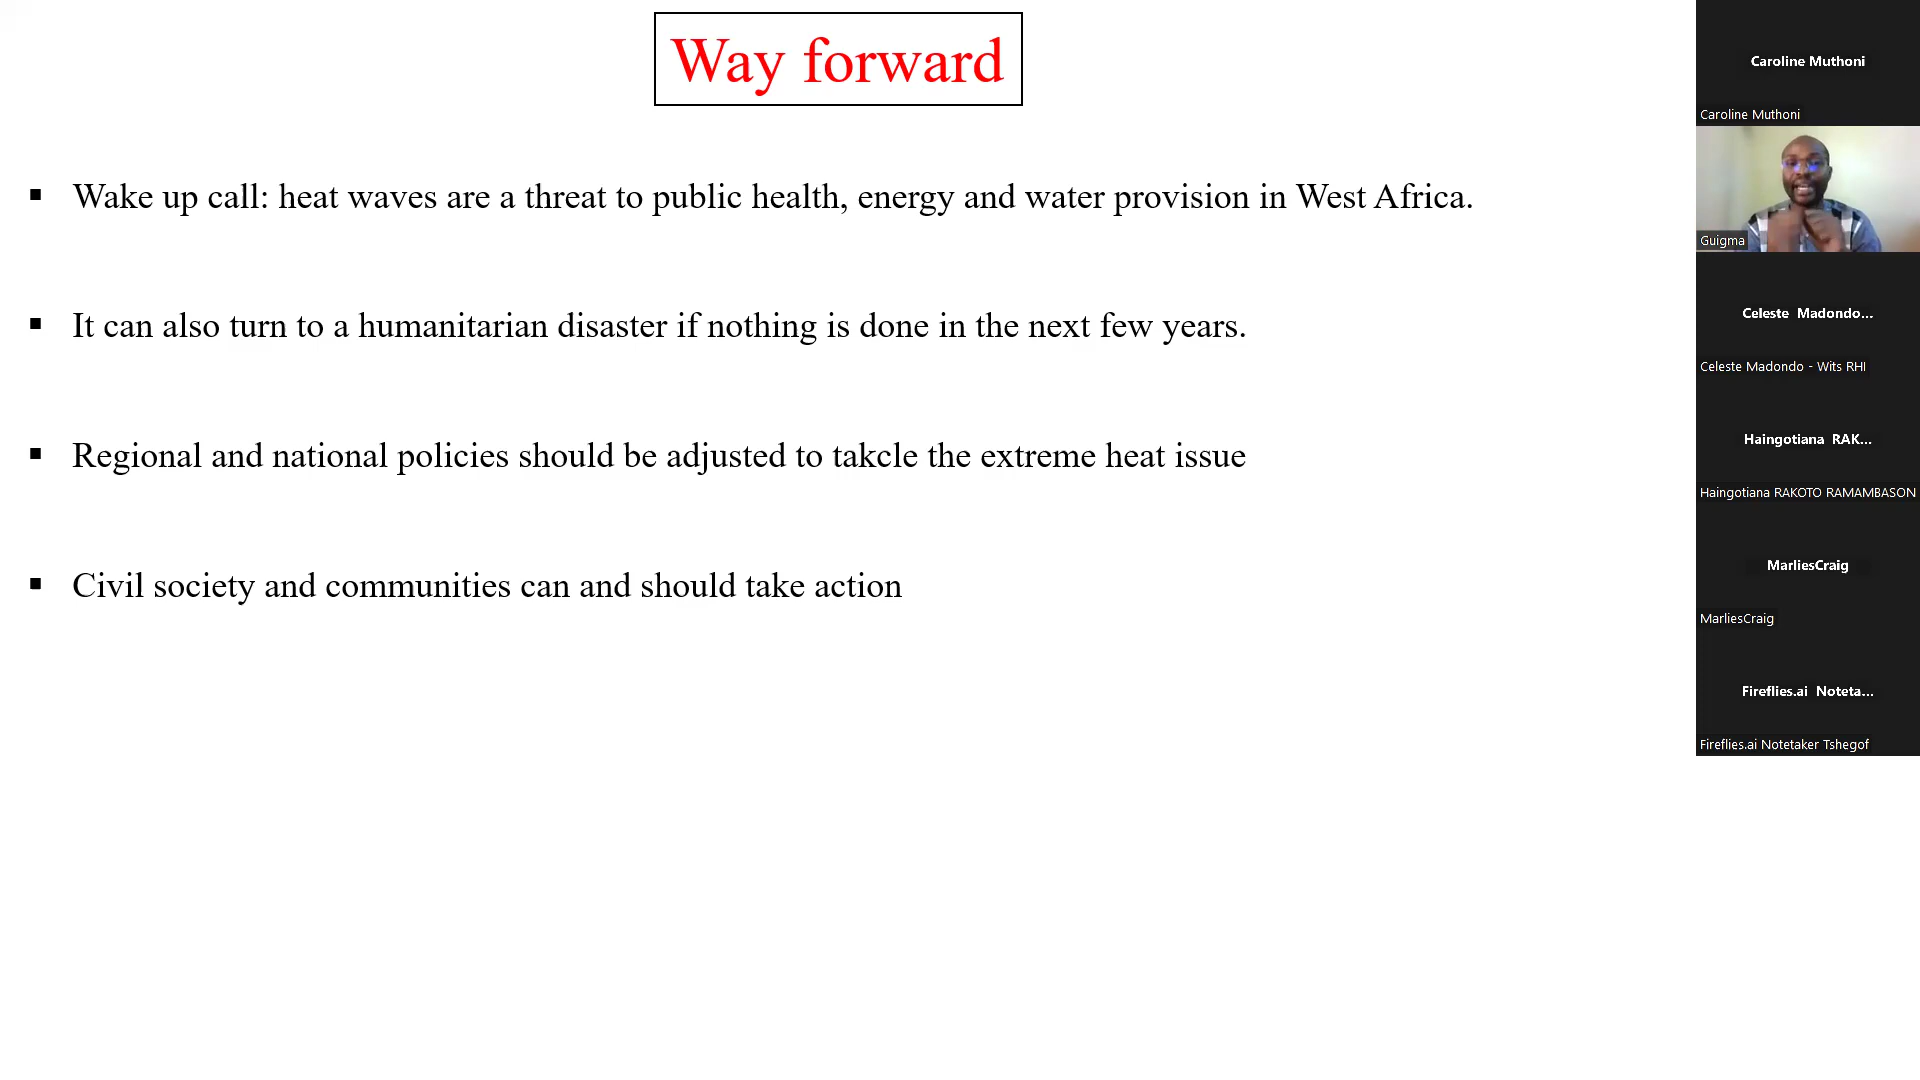 Way forward
▪ Wake up call: heat waves are a threat to public health, energy and water provision in West Africa.
▪ It can also turn to a humanitarian disaster if nothing is done in the next few years.
▪ Regional and national policies should be adjusted to takcle the extreme heat issue
▪ Civil society and communities can and should take action
Caroline Muthoni
Caroline Muthoni
Guigma
Celeste Madondo...
Celeste Madondo - Wits RHI
Haingotiana RAK...
Haingotiana RAKOTO RAMAMBASON
MarliesCraig
MarliesCraig
Fireflies.ai Noteta...
Fireflies.ai Notetaker Tshegof